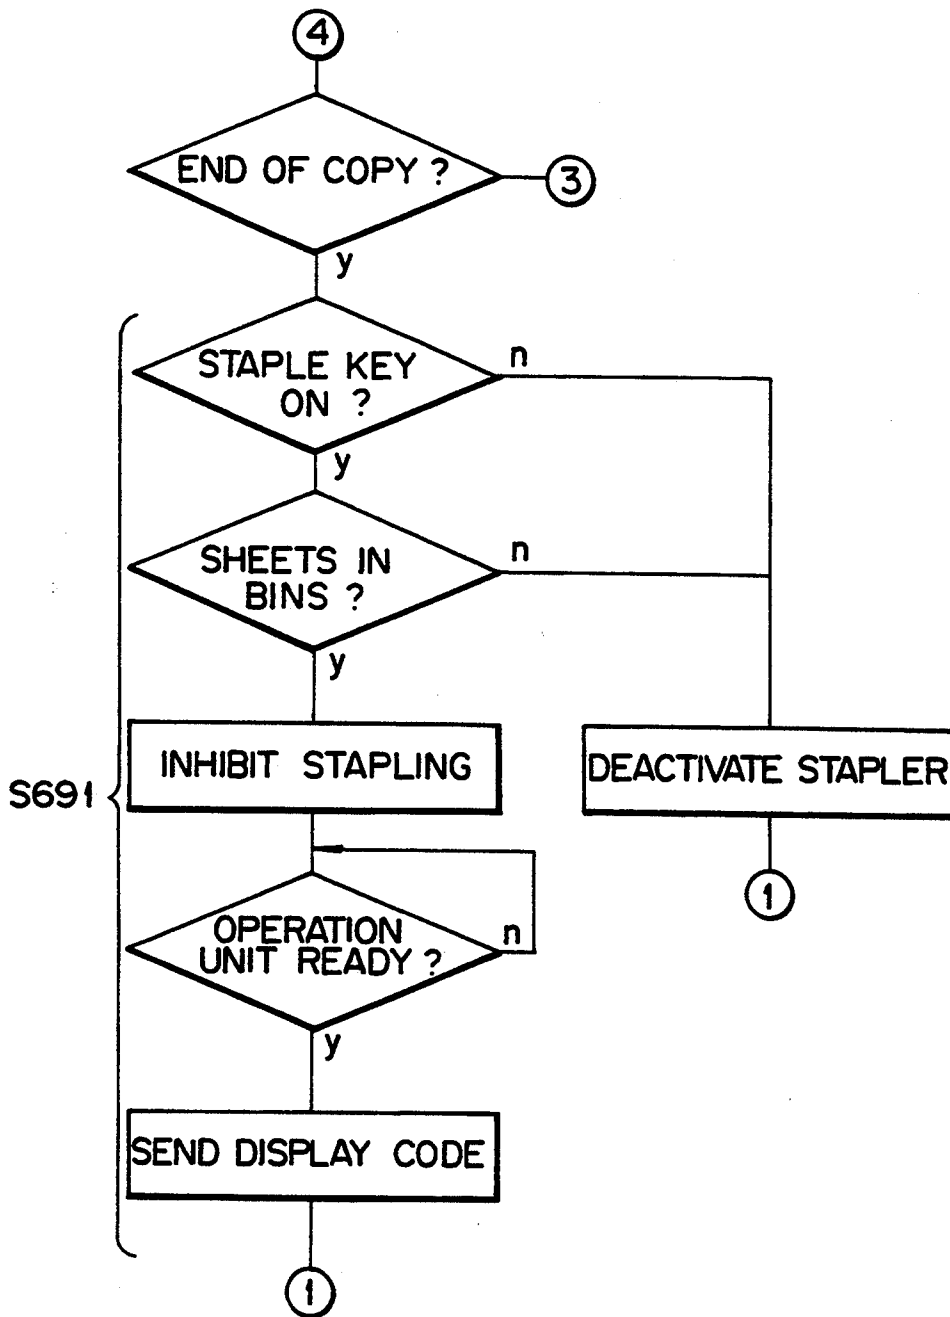 4
END OF COPY ?
3
y
STAPLE KEY
ON ?
n
y
SHEETS IN
BINS ?
n
y
INHIBIT STAPLING
DEACTIVATE STAPLER
S691
1
OPERATION
UNIT READY ?
n
y
SEND DISPLAY CODE
1